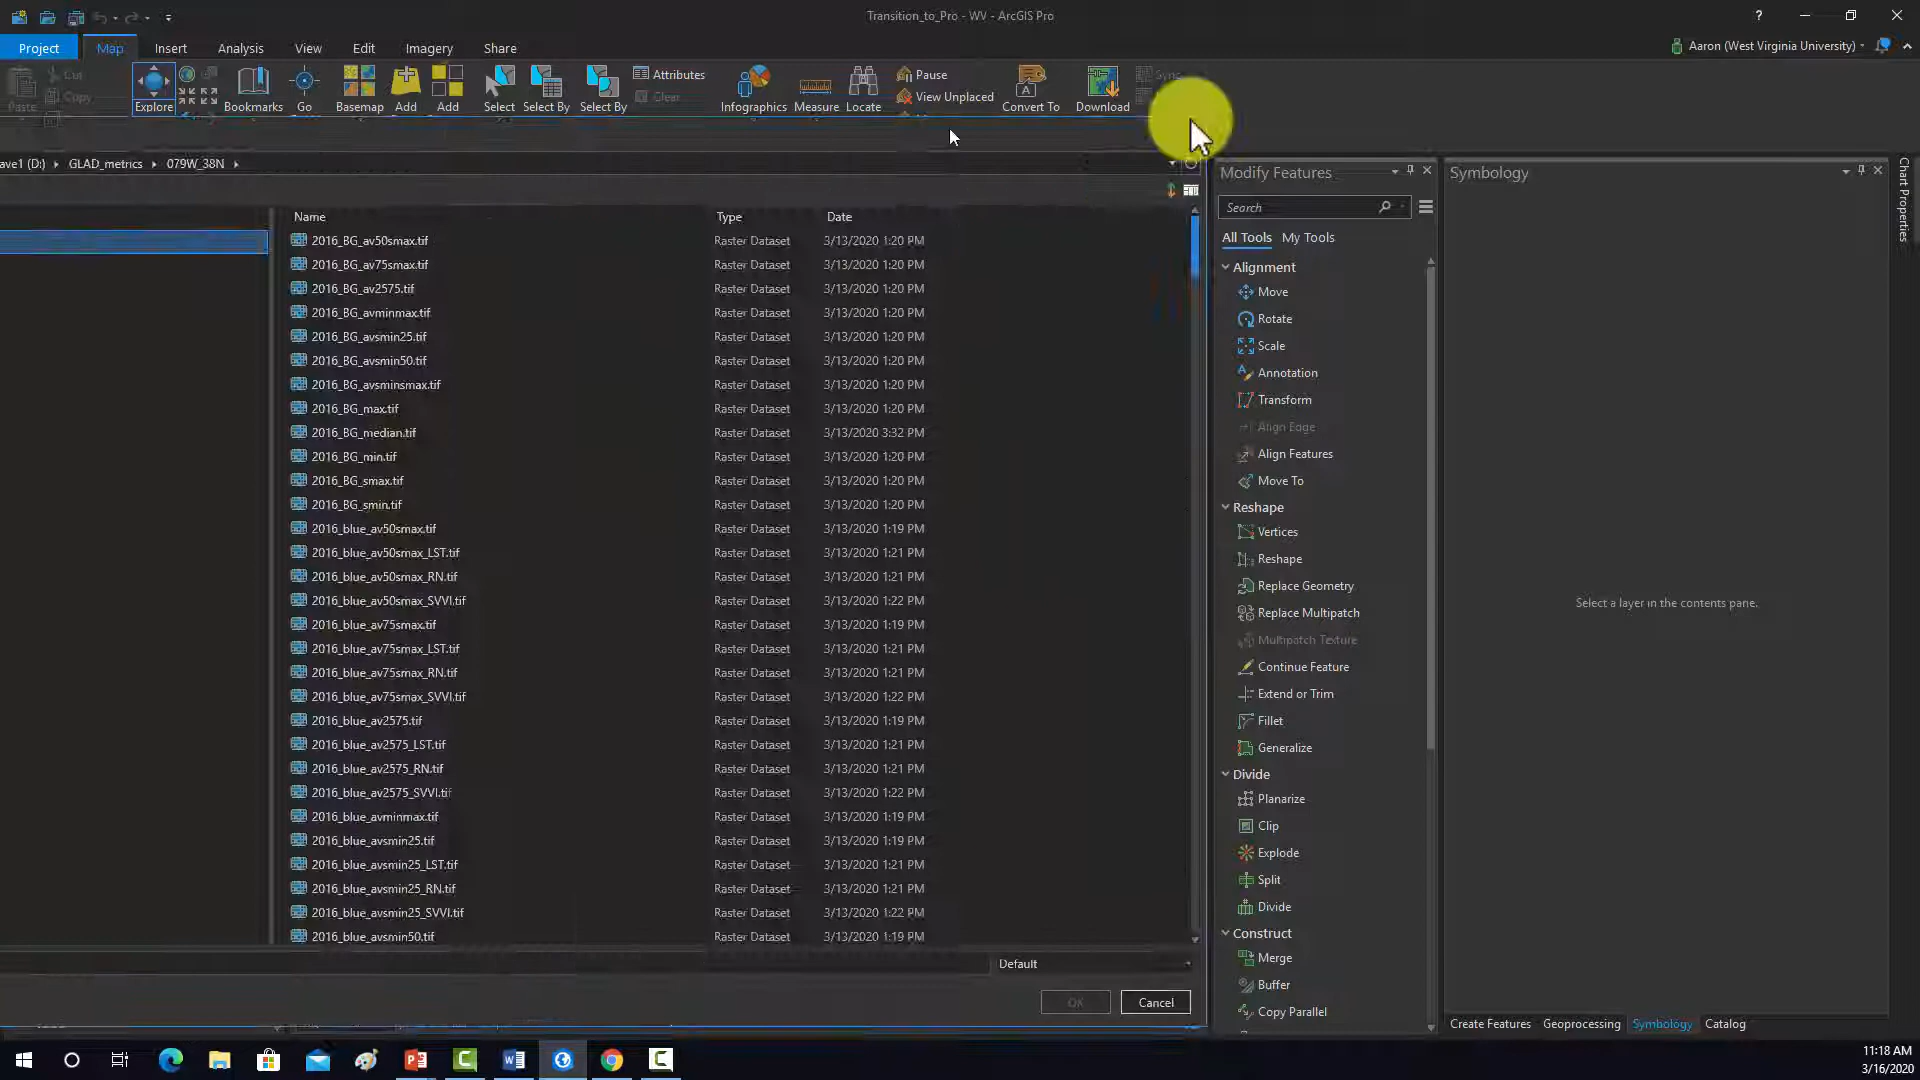 Transition_to_Pro - WV - ArcGIS Pro
?
Project
Map
Insert
Analysis
View
Edit
Imagery
Share
Aaron (West Virginia University)
Paste
Cut
Copy
Explore
Bookmarks
Go
Basemap
Add
Add
Select
Select By
Select By
Attributes
Clear
Infographics
Measure
Locate
Pause
View Unplaced
Convert To
Download
Sync
ave1 (D:)
GLAD_metrics
079W_38N
Name Type Date
2016_BG_av50smax.tif Raster Dataset 3/13/2020 1:20 PM
2016_BG_av75smax.tif Raster Dataset 3/13/2020 1:20 PM
2016_BG_av2575.tif Raster Dataset 3/13/2020 1:20 PM
2016_BG_avminmax.tif Raster Dataset 3/13/2020 1:20 PM
2016_BG_avsmin25.tif Raster Dataset 3/13/2020 1:20 PM
2016_BG_avsmin50.tif Raster Dataset 3/13/2020 1:20 PM
2016_BG_avsminsmax.tif Raster Dataset 3/13/2020 1:20 PM
2016_BG_max.tif Raster Dataset 3/13/2020 1:20 PM
2016_BG_median.tif Raster Dataset 3/13/2020 3:32 PM
2016_BG_min.tif Raster Dataset 3/13/2020 1:20 PM
2016_BG_smax.tif Raster Dataset 3/13/2020 1:20 PM
2016_BG_smin.tif Raster Dataset 3/13/2020 1:20 PM
2016_blue_av50smax.tif Raster Dataset 3/13/2020 1:19 PM
2016_blue_av50smax_LST.tif Raster Dataset 3/13/2020 1:21 PM
2016_blue_av50smax_RN.tif Raster Dataset 3/13/2020 1:21 PM
2016_blue_av50smax_SVVI.tif Raster Dataset 3/13/2020 1:22 PM
2016_blue_av75smax.tif Raster Dataset 3/13/2020 1:19 PM
2016_blue_av75smax_LST.tif Raster Dataset 3/13/2020 1:21 PM
2016_blue_av75smax_RN.tif Raster Dataset 3/13/2020 1:21 PM
2016_blue_av75smax_SVVI.tif Raster Dataset 3/13/2020 1:22 PM
2016_blue_av2575.tif Raster Dataset 3/13/2020 1:19 PM
2016_blue_av2575_LST.tif Raster Dataset 3/13/2020 1:21 PM
2016_blue_av2575_RN.tif Raster Dataset 3/13/2020 1:21 PM
2016_blue_av2575_SVVI.tif Raster Dataset 3/13/2020 1:22 PM
2016_blue_avminmax.tif Raster Dataset 3/13/2020 1:19 PM
2016_blue_avsmin25.tif Raster Dataset 3/13/2020 1:19 PM
2016_blue_avsmin25_LST.tif Raster Dataset 3/13/2020 1:21 PM
2016_blue_avsmin25_RN.tif Raster Dataset 3/13/2020 1:21 PM
2016_blue_avsmin25_SVVI.tif Raster Dataset 3/13/2020 1:22 PM
2016_blue_avsmin50.tif Raster Dataset 3/13/2020 1:19 PM
Default
OK
Cancel
Modify Features
Search
All Tools
My Tools
Alignment
Move
Rotate
Scale
Annotation
Transform
Align Edge
Align Features
Move To
Reshape
Vertices
Reshape
Replace Geometry
Replace Multipatch
Multipatch Texture
Continue Feature
Extend or Trim
Fillet
Generalize
Divide
Planarize
Clip
Explode
Split
Divide
Construct
Merge
Buffer
Copy Parallel
Symbology
Select a layer in the contents pane.
Chart Properties
Create Features
Geoprocessing
Symbology
Catalog
11:18 AM
3/16/2020